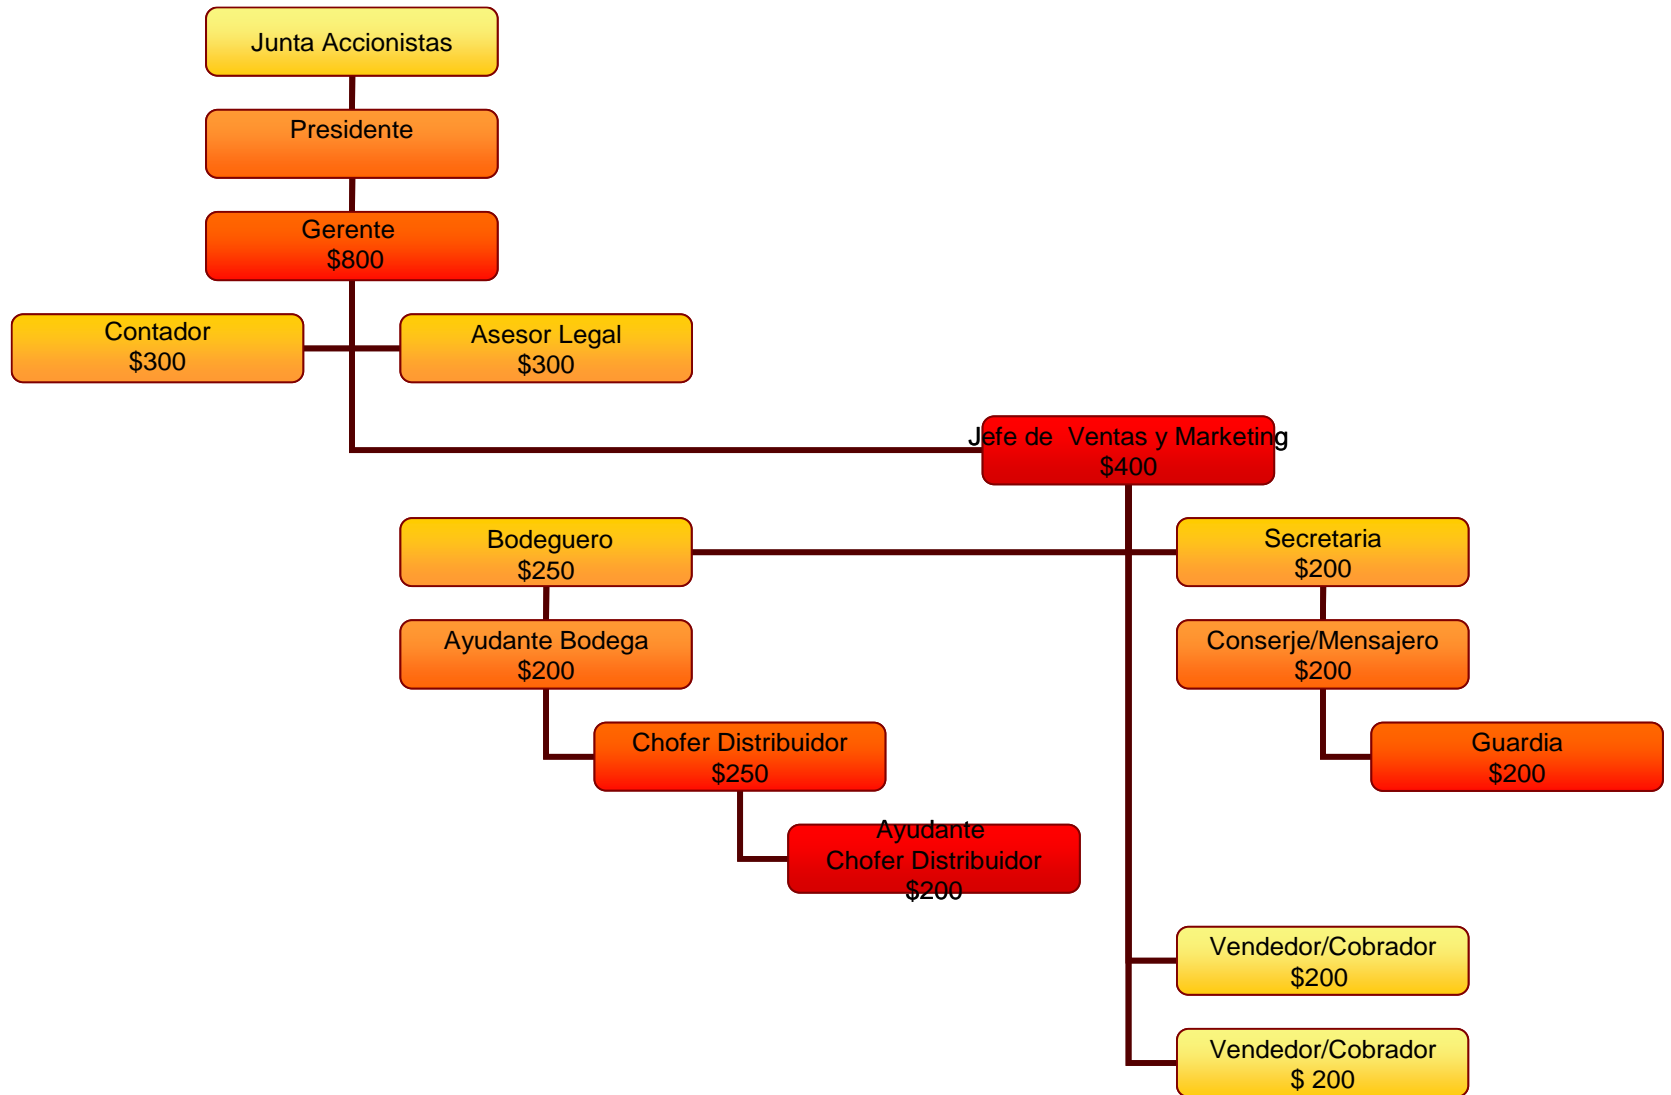 Junta Accionistas
Presidente
Gerente
$800
Contador
$300
Asesor Legal
$300
Jefe de  Ventas y Marketing
$400
Bodeguero
$250
Secretaria
$200
Ayudante Bodega
$200
Conserje/Mensajero
$200
Chofer Distribuidor
$250
Guardia
$200
Ayudante
Chofer Distribuidor
$200
Vendedor/Cobrador
$200
Vendedor/Cobrador
$ 200